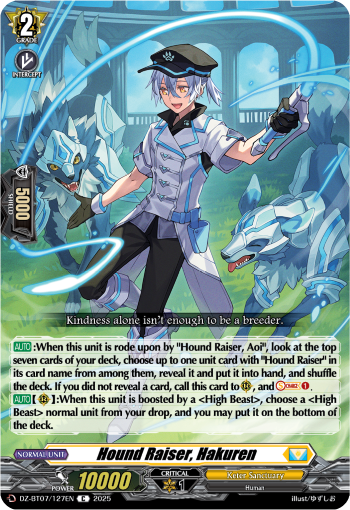 2
GRADE
INTERCEPT
5000
SHIELD
Kindness alone isn't enough to be a breeder.
AUTO:When this unit is rode upon by "Hound Raiser, Aoi", look at the top
seven cards of your deck, choose up to one unit card with "Hound Raiser" in
its card name from among them, reveal it and put it into hand, and shuffle
the deck. If you did not reveal a card, call this card to R, and CHARGE 1.
AUTO【R】:When this unit is boosted by a <High Beast>, choose a <High
Beast> normal unit from your drop, and you may put it on the bottom of
the deck.
NORMAL UNIT
Hound Raiser, Hakuren
POWER 10000
CRITICAL
1
Keter Sanctuary
Human
DZ-BT07/127EN C 2025
illust/ゆずしお